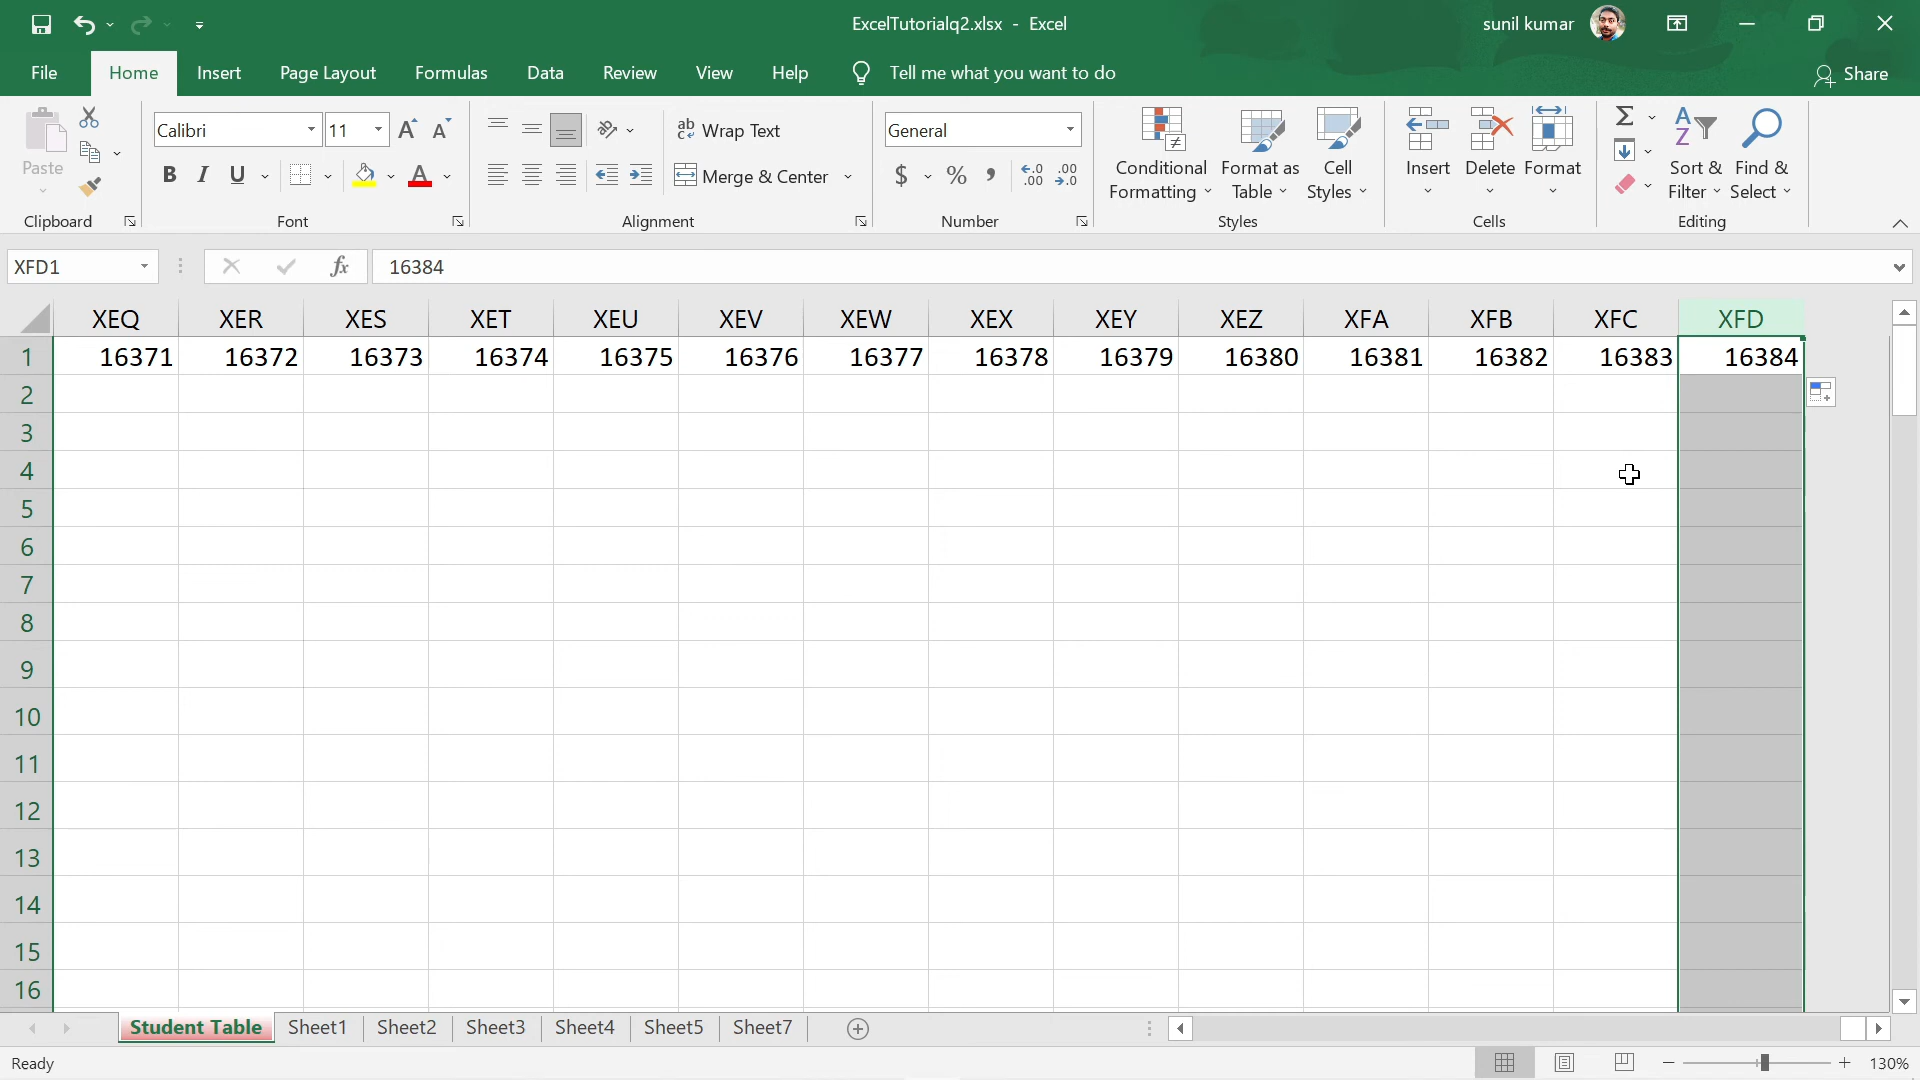 ExcelTutorialq2.xlsx - Excel
sunil kumar
File Home Insert Page Layout Formulas Data Review View Help Tell me what you want to do Share
Paste
Clipboard
Calibri 11
B I U A
Font
ab Wrap Text
Merge & Center
Alignment
General
$ % , .00 .00
Number
Conditional Formatting
Format as Table
Cell Styles
Styles
Insert Delete Format
Cells
Σ
Sort & Filter
Find & Select
Editing
XFD1 fx 16384
XEQ XER XES XET XEU XEV XEW XEX XEY XEZ XFA XFB XFC XFD
1 16371 16372 16373 16374 16375 16376 16377 16378 16379 16380 16381 16382 16383 16384
2
3
4
5
6
7
8
9
10
11
12
13
14
15
16
Student Table Sheet1 Sheet2 Sheet3 Sheet4 Sheet5 Sheet7
Ready 130%